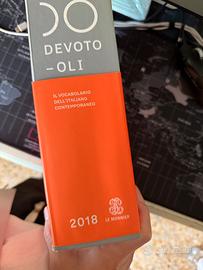 DEVOTO
-OLI
IL VOCABOLARIO
DELL'ITALIANO
CONTEMPORANEO
2018
LE MONNIER